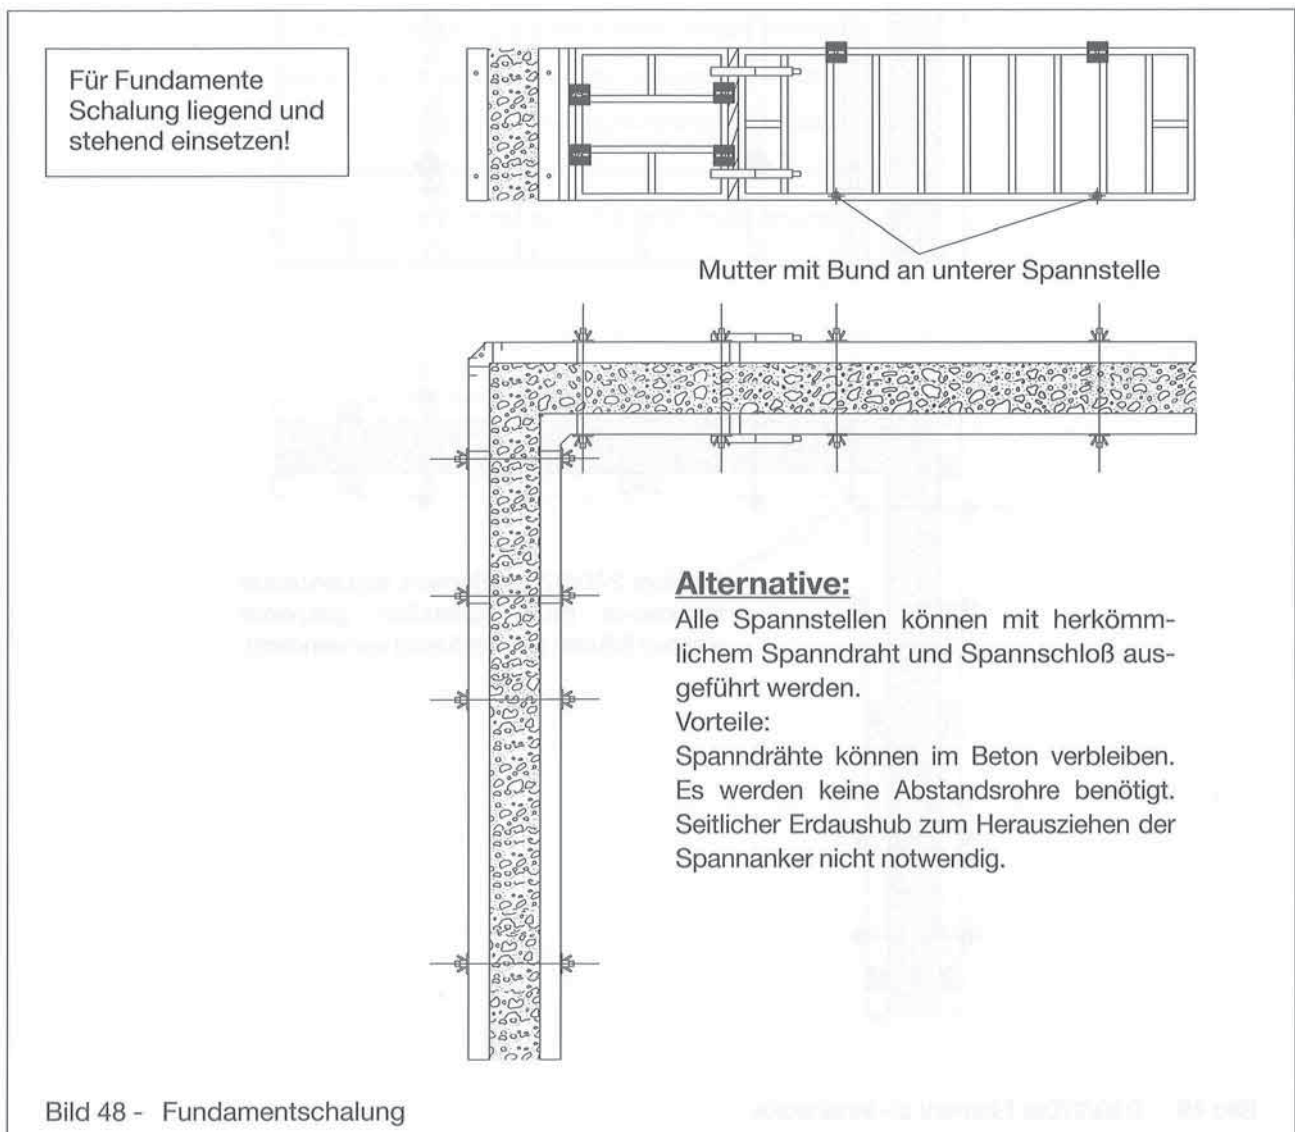 Für Fundamente
Schalung liegend und
stehend einsetzen!
Mutter mit Bund an unterer Spannstelle
Alternative:
Alle Spannstellen können mit herkömm-
lichem Spanndraht und Spannschloß aus-
geführt werden.
Vorteile:
Spanndrähte können im Beton verbleiben.
Es werden keine Abstandsrohre benötigt.
Seitlicher Erdaushub zum Herausziehen der
Spannanker nicht notwendig.
Bild 48 - Fundamentschalung